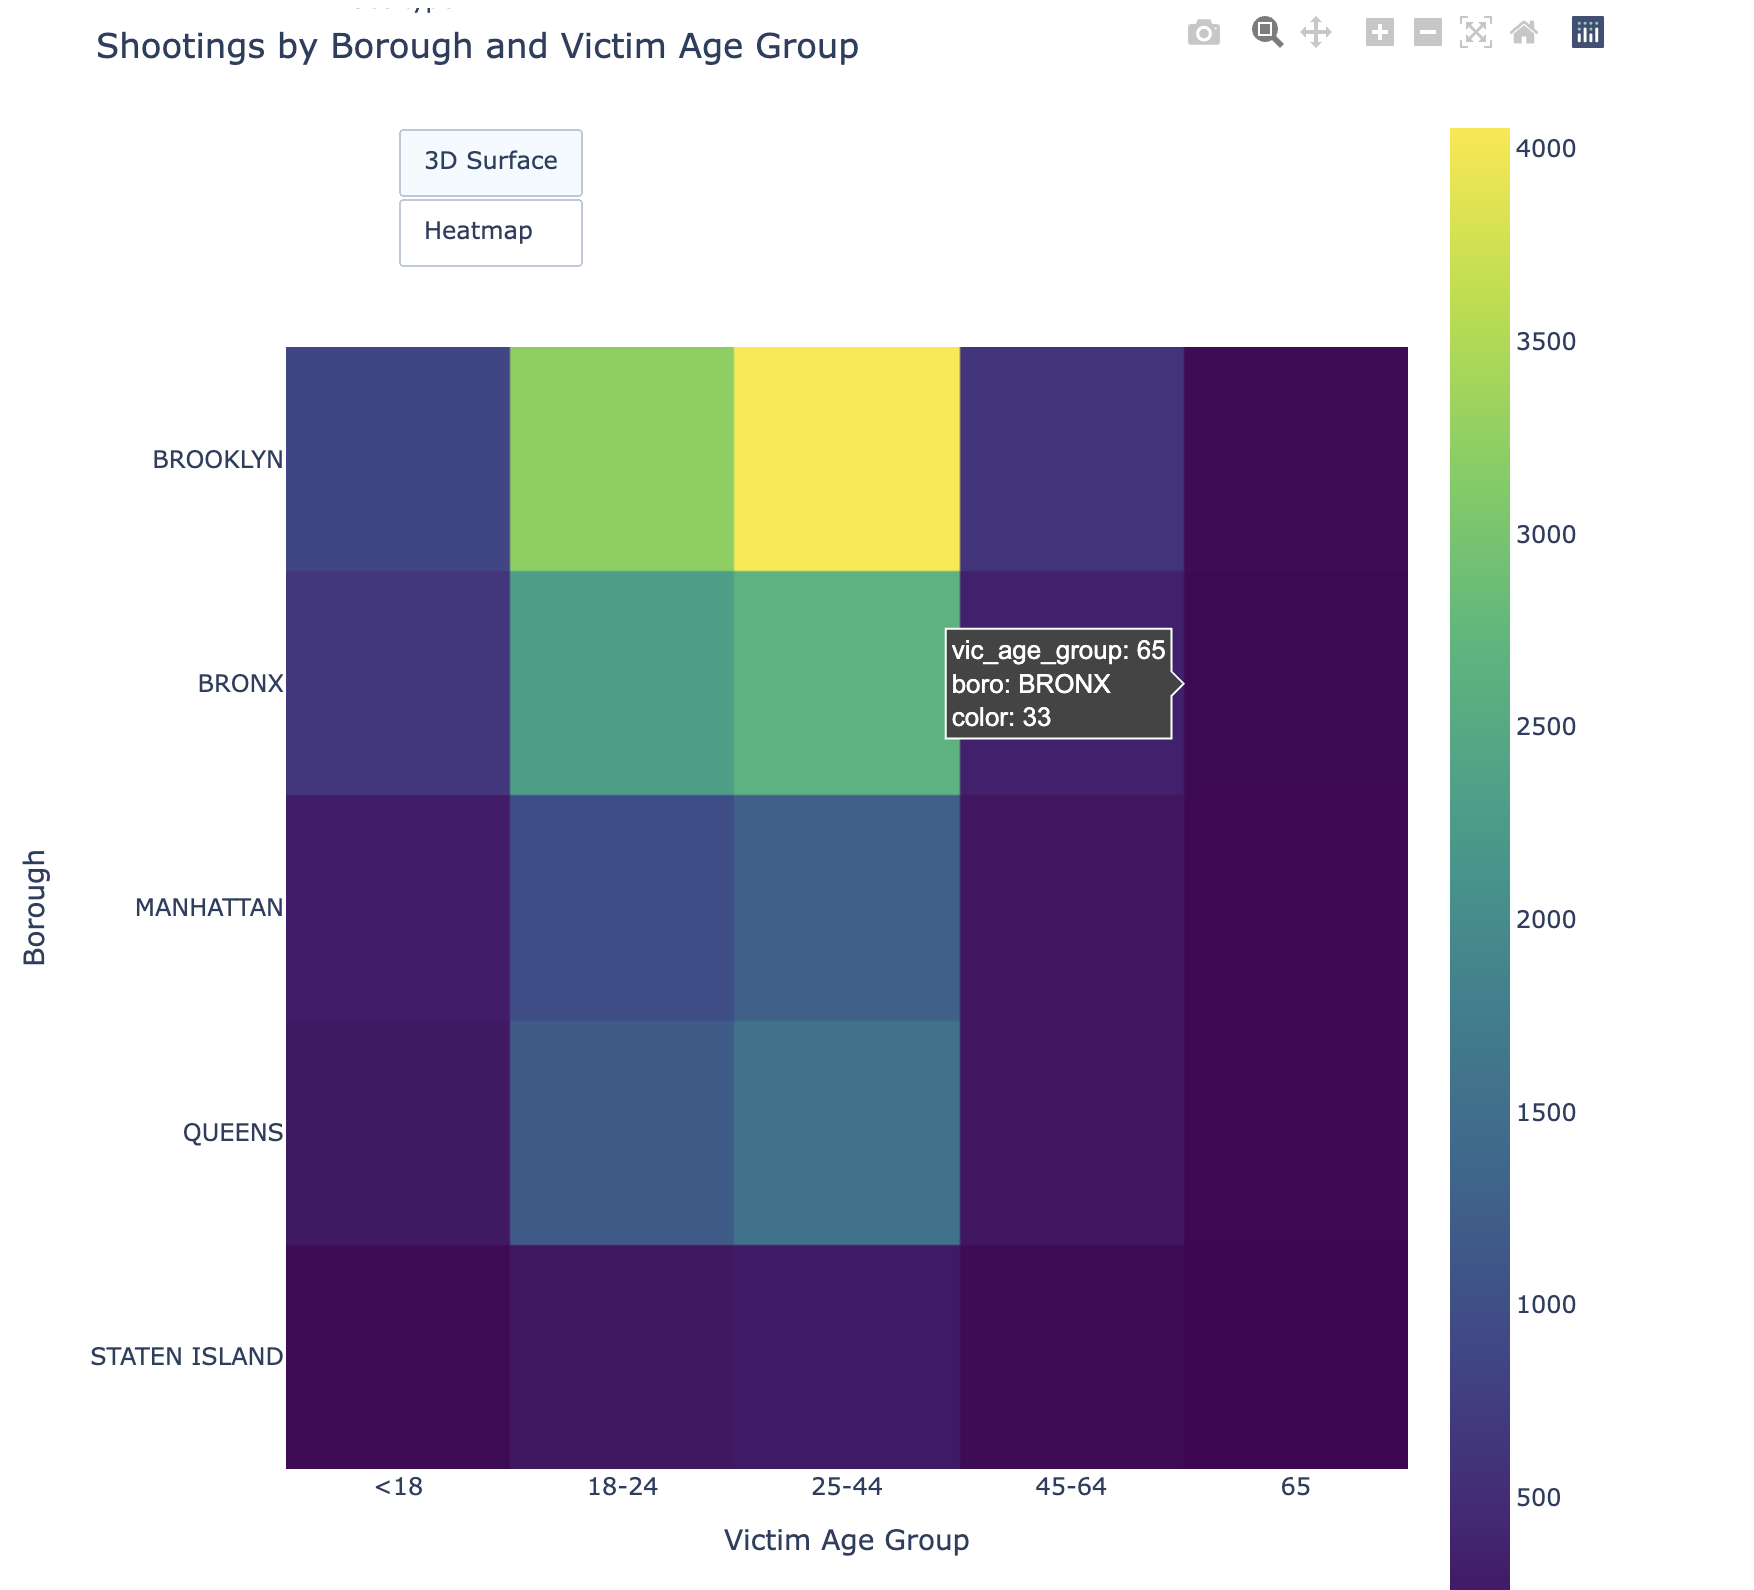 Shootings by Borough and Victim Age Group
3D Surface
Heatmap
4000
3500
3000
2500
2000
1500
1000
500
BROOKLYN
BRONX
MANHATTAN
QUEENS
STATEN ISLAND
Borough
vic_age_group: 65
boro: BRONX
color: 33
<18
18-24
25-44
45-64
65
Victim Age Group